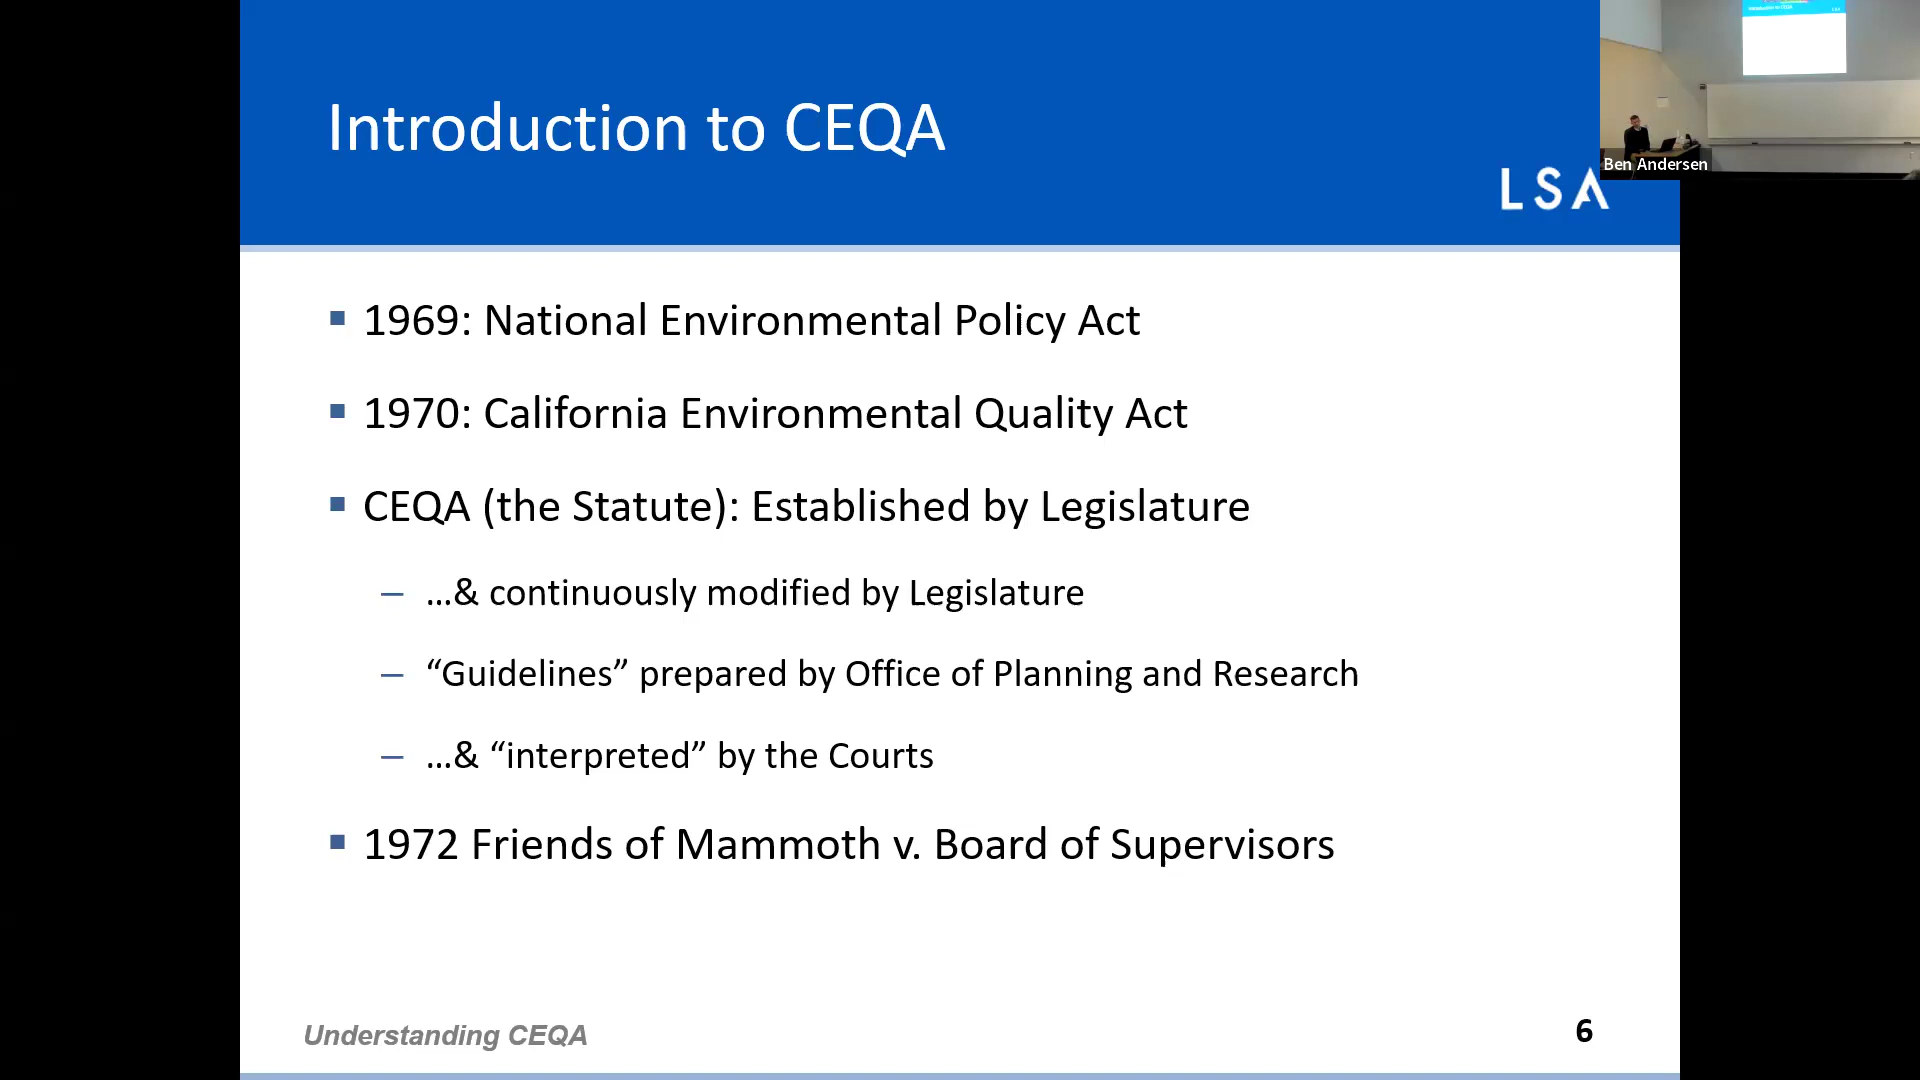 Introduction to CEQA
LSA
Ben Andersen
▪ 1969: National Environmental Policy Act
▪ 1970: California Environmental Quality Act
▪ CEQA (the Statute): Established by Legislature
– …& continuously modified by Legislature
– “Guidelines” prepared by Office of Planning and Research
– …& “interpreted” by the Courts
▪ 1972 Friends of Mammoth v. Board of Supervisors
Understanding CEQA
6